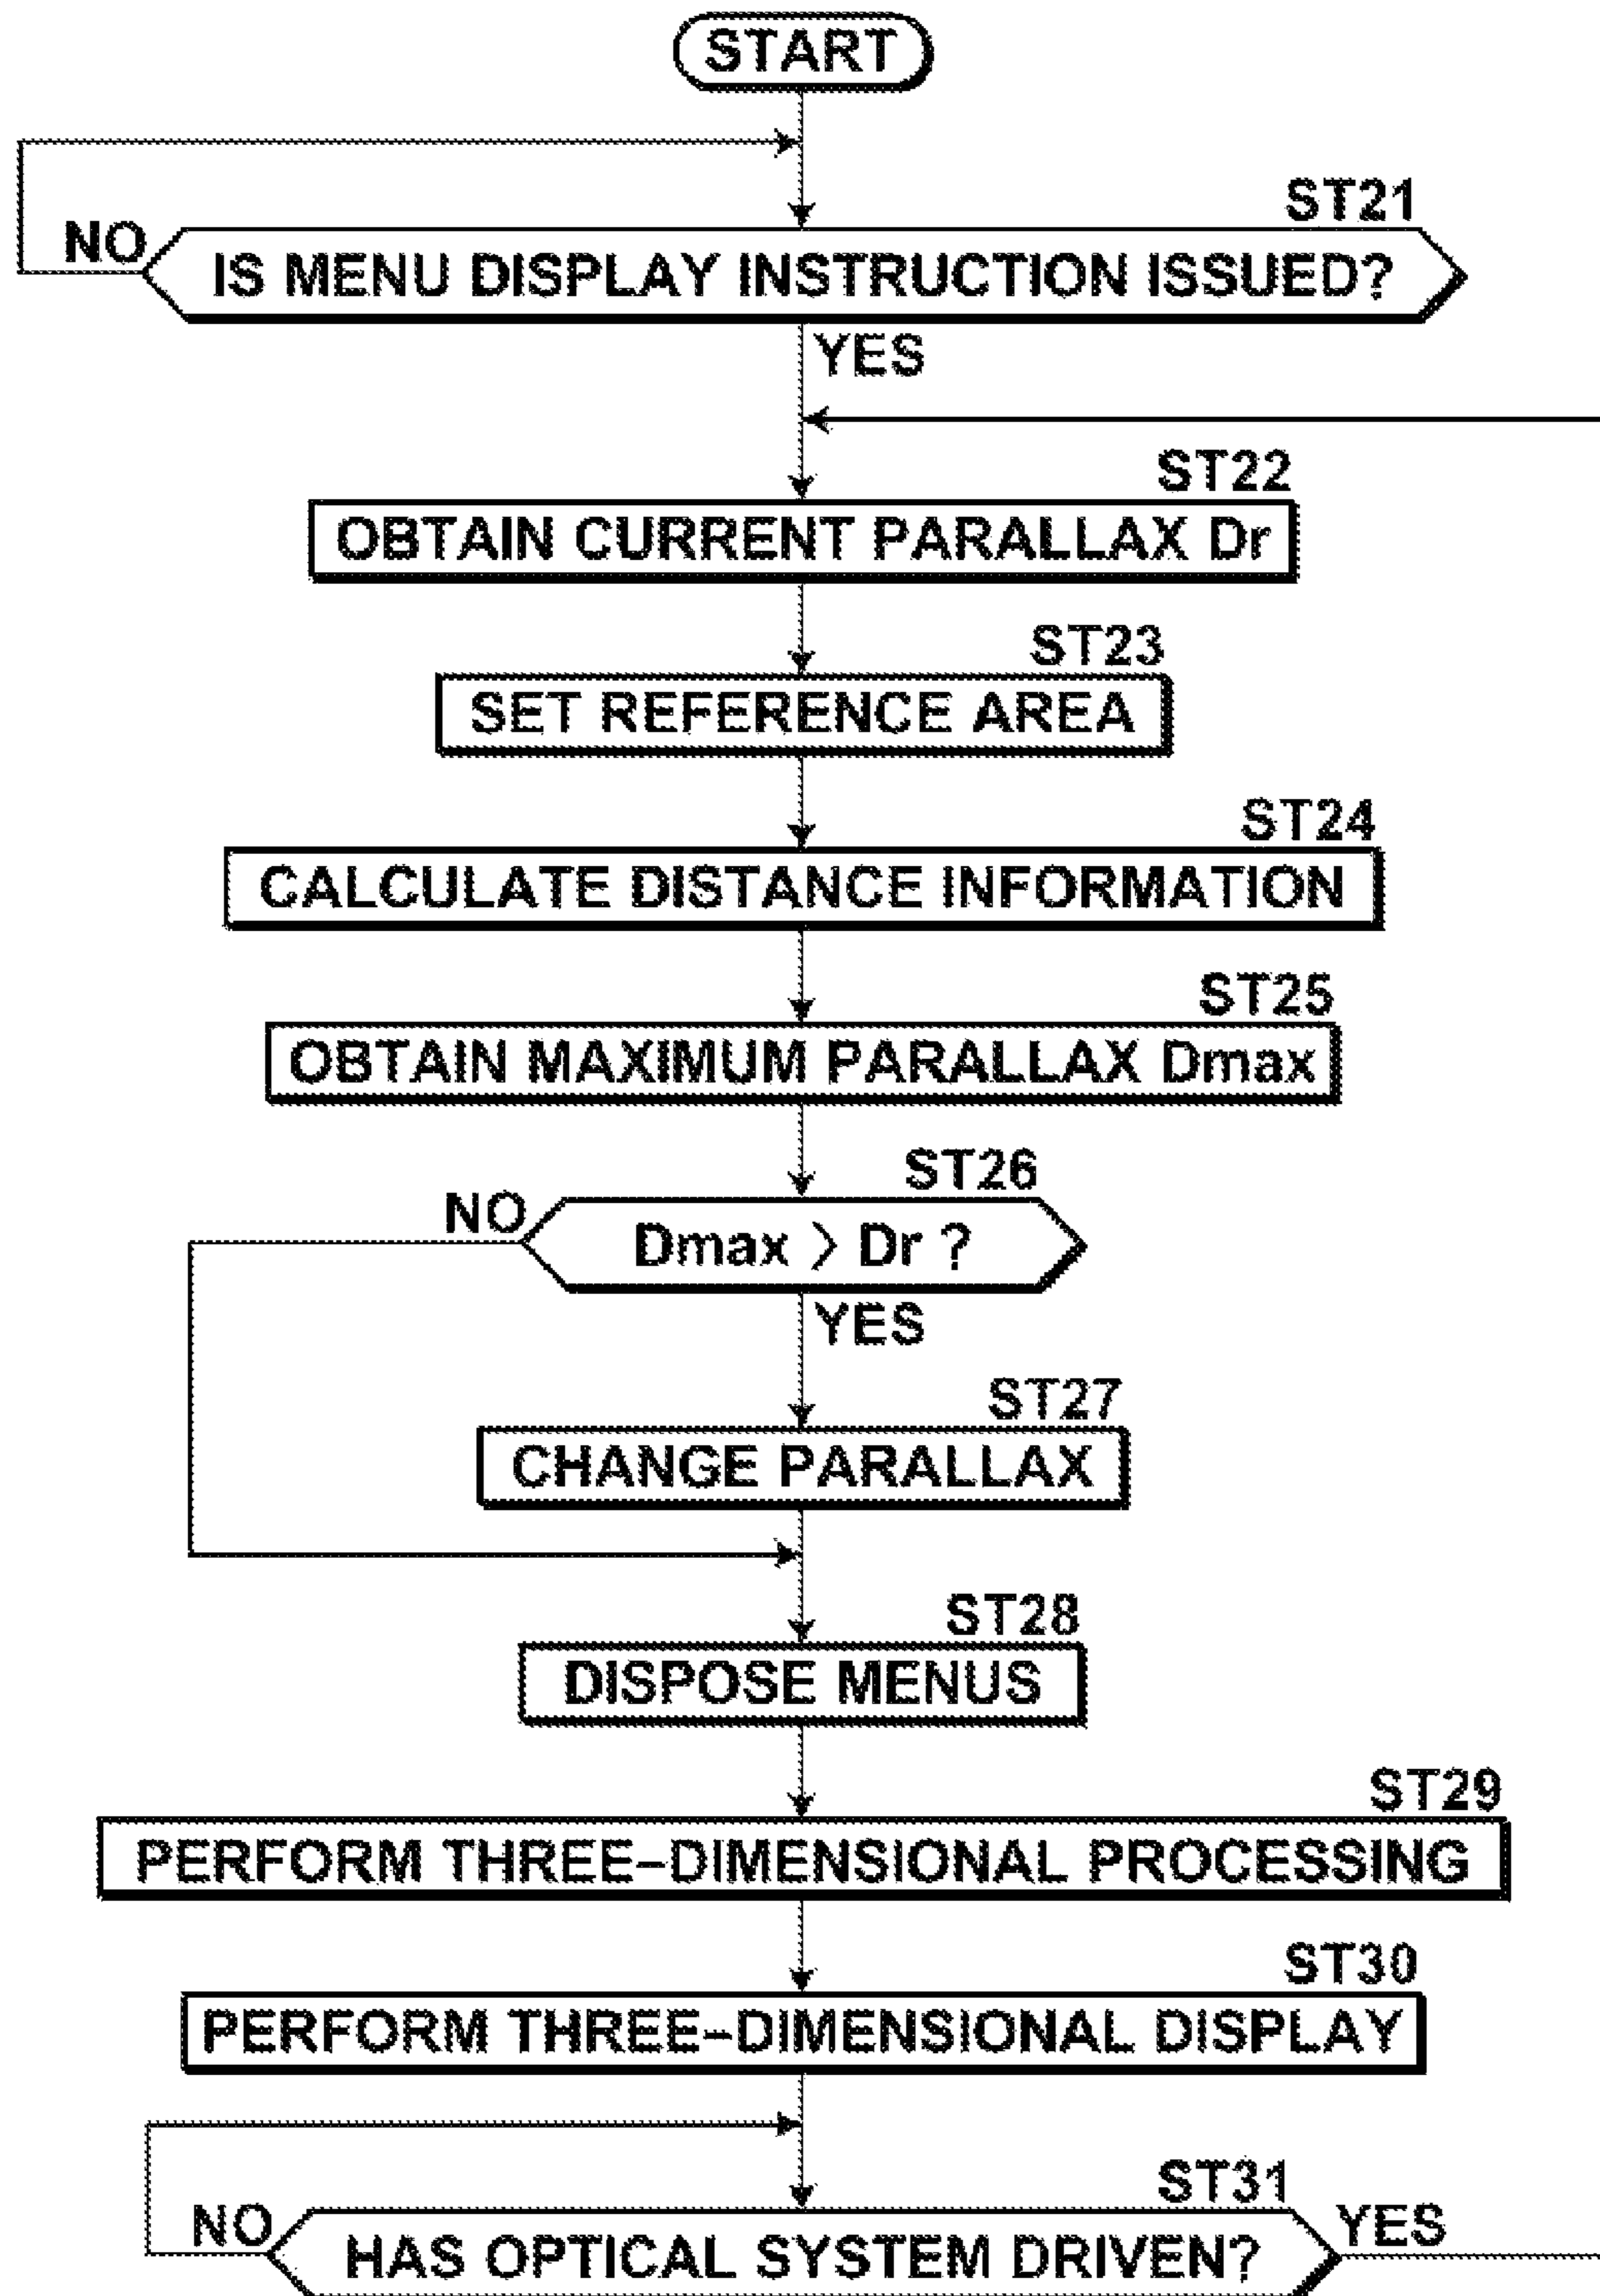 START
ST21
NO
IS MENU DISPLAY INSTRUCTION ISSUED?
YES
ST22
OBTAIN CURRENT PARALLAX Dr
ST23
SET REFERENCE AREA
ST24
CALCULATE DISTANCE INFORMATION
ST25
OBTAIN MAXIMUM PARALLAX Dmax
ST26
NO
Dmax > Dr ?
YES
ST27
CHANGE PARALLAX
ST28
DISPOSE MENUS
ST29
PERFORM THREE-DIMENSIONAL PROCESSING
ST30
PERFORM THREE-DIMENSIONAL DISPLAY
ST31
NO
HAS OPTICAL SYSTEM DRIVEN?
YES